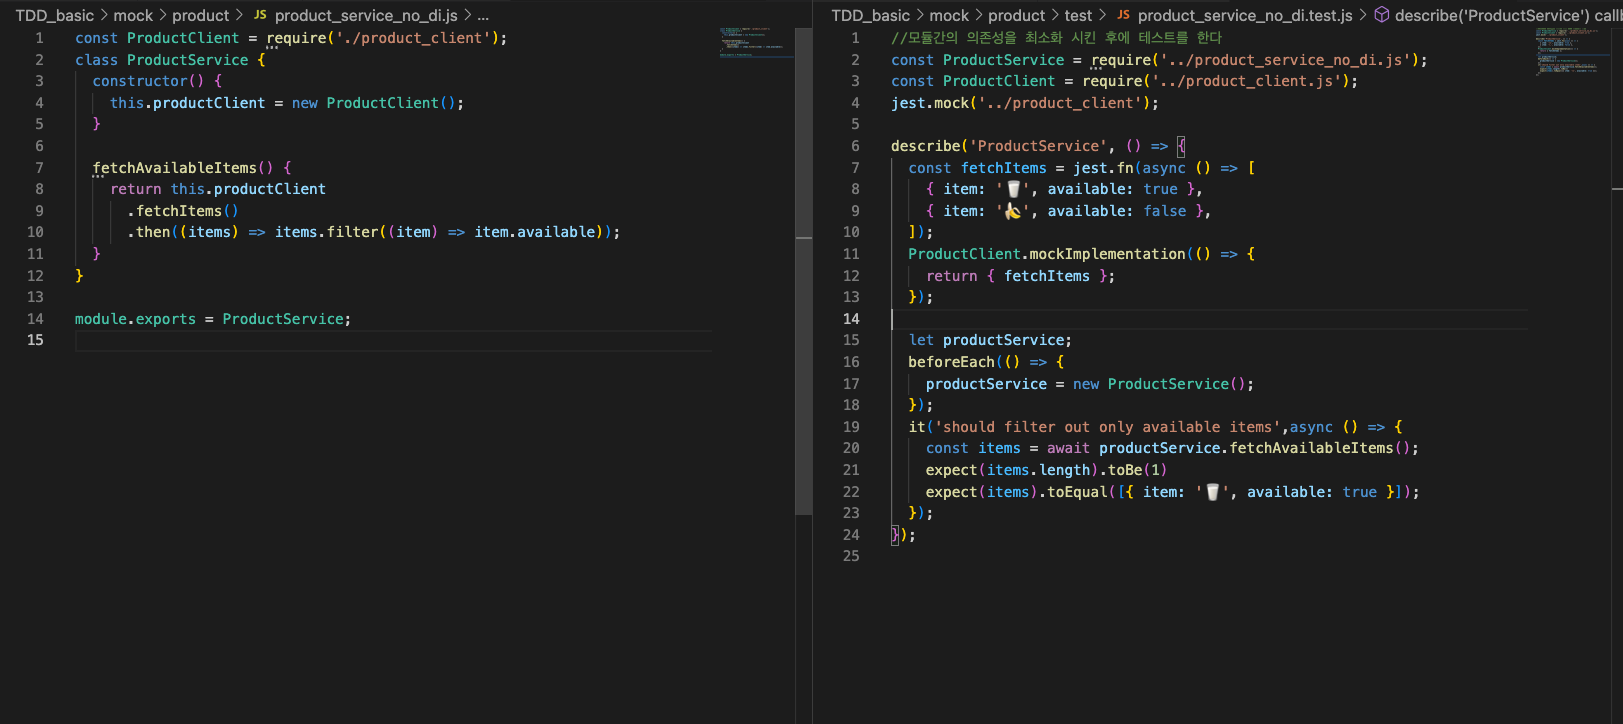 TDD_basic > mock > product > JS product_service_no_di.js > ...
1 const ProductClient = require('./product_client');
2 class ProductService {
3 constructor() {
4 this.productClient = new ProductClient();
5 }
6
7 fetchAvailableItems() {
8 return this.productClient
9 .fetchItems()
10 .then((items) => items.filter((item) => item.available));
11 }
12 }
13
14 module.exports = ProductService;
15
TDD_basic > mock > product > test > JS product_service_no_di.test.js > describe('ProductService') callb
1 //모듈간의 의존성을 최소화 시킨 후에 테스트를 한다
2 const ProductService = require('../product_service_no_di.js');
3 const ProductClient = require('../product_client.js');
4 jest.mock('../product_client');
5
6 describe('ProductService', () => {
7 const fetchItems = jest.fn(async () => [
8 { item: '🥛', available: true },
9 { item: '🍌', available: false },
10 ]);
11 ProductClient.mockImplementation(() => {
12 return { fetchItems };
13 });
14
15 let productService;
16 beforeEach(() => {
17 productService = new ProductService();
18 });
19 it('should filter out only available items',async () => {
20 const items = await productService.fetchAvailableItems();
21 expect(items.length).toBe(1)
22 expect(items).toEqual([{ item: '🥛', available: true }]);
23 });
24 });
25